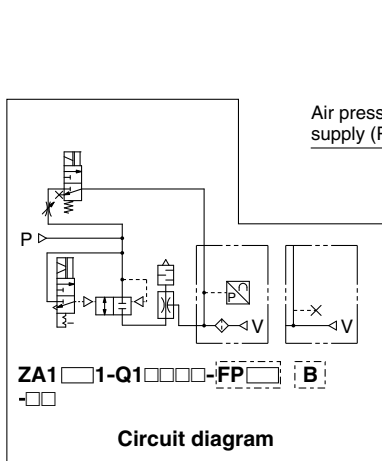 Air press
supply (F
P
P
V
V
ZA1□1-Q1□□□□-FP□ B
-□□
Circuit diagram